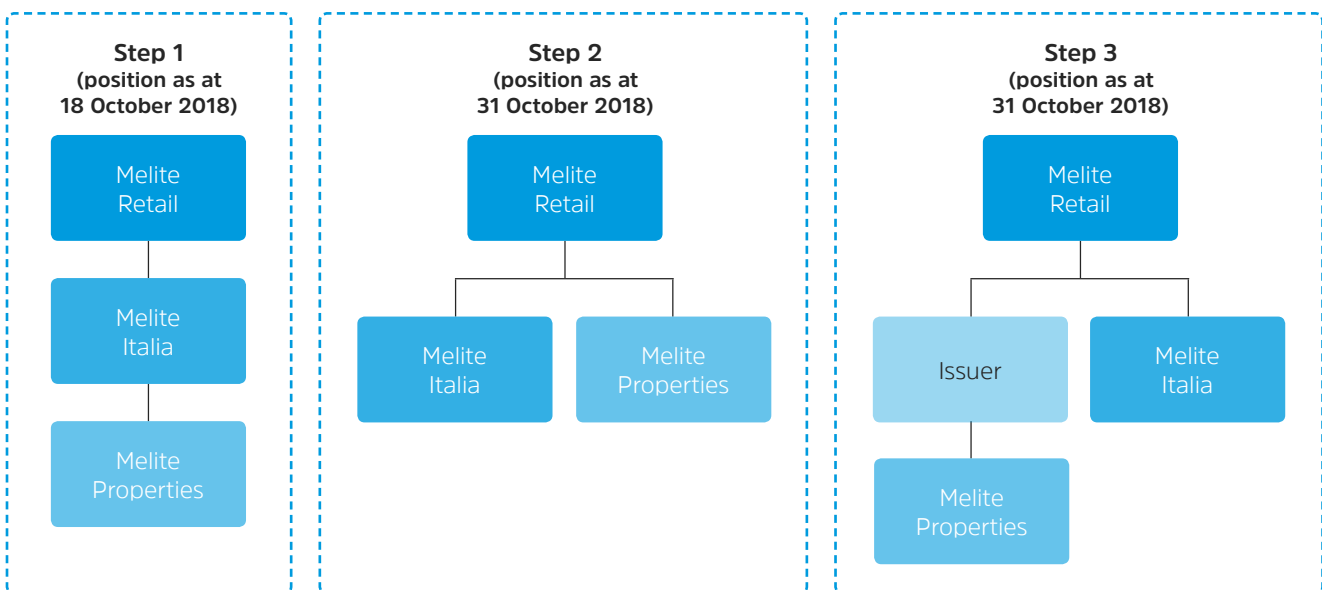 Step 1
(position as at
18 October 2018)
Melite
Retail
Melite
Italia
Melite
Properties
Step 2
(position as at
31 October 2018)
Melite
Retail
Melite
Italia
Melite
Properties
Step 3
(position as at
31 October 2018)
Melite
Retail
Issuer
Melite
Italia
Melite
Properties